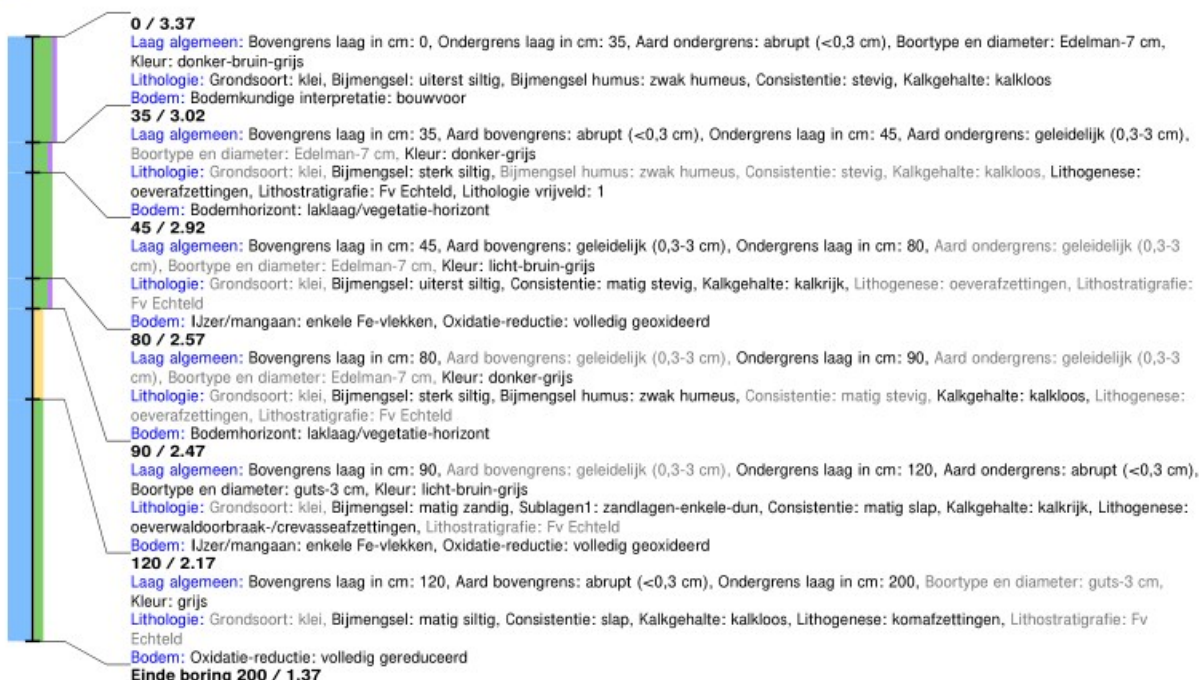 0 / 3.37
Laag algemeen: Bovengrens laag in cm: 0, Ondergrens laag in cm: 35, Aard ondergrens: abrupt (<0,3 cm), Boortype en diameter: Edelman-7 cm,
Kleur: donker-bruin-grijs
Lithologie: Grondsoort: klei, Bijmengsel: uiterst siltig, Bijmengsel humus: zwak humeus, Consistentie: stevig, Kalkgehalte: kalkloos
Bodem: Bodemkundige interpretatie: bouwvoor
35 / 3.02
Laag algemeen: Bovengrens laag in cm: 35, Aard bovengrens: abrupt (<0,3 cm), Ondergrens laag in cm: 45, Aard ondergrens: geleidelijk (0,3-3 cm),
Boortype en diameter: Edelman-7 cm, Kleur: donker-grijs
Lithologie: Grondsoort: klei, Bijmengsel: sterk siltig, Bijmengsel humus: zwak humeus, Consistentie: stevig, Kalkgehalte: kalkloos, Lithogenese:
oeverafzettingen, Lithostratigrafie: Fv Echteld, Lithologie vrijveld: 1
Bodem: Bodemhorizont: laklaag/vegetatie-horizont
45 / 2.92
Laag algemeen: Bovengrens laag in cm: 45, Aard bovengrens: geleidelijk (0,3-3 cm), Ondergrens laag in cm: 80, Aard ondergrens: geleidelijk (0,3-3
cm), Boortype en diameter: Edelman-7 cm, Kleur: licht-bruin-grijs
Lithologie: Grondsoort: klei, Bijmengsel: uiterst siltig, Consistentie: matig stevig, Kalkgehalte: kalkrijk, Lithogenese: oeverafzettingen, Lithostratigrafie:
Fv Echteld
Bodem: IJzer/mangaan: enkele Fe-vlekken, Oxidatie-reductie: volledig geoxideerd
80 / 2.57
Laag algemeen: Bovengrens laag in cm: 80, Aard bovengrens: geleidelijk (0,3-3 cm), Ondergrens laag in cm: 90, Aard ondergrens: geleidelijk (0,3-3
cm), Boortype en diameter: Edelman-7 cm, Kleur: donker-grijs
Lithologie: Grondsoort: klei, Bijmengsel: sterk siltig, Bijmengsel humus: zwak humeus, Consistentie: matig stevig, Kalkgehalte: kalkloos, Lithogenese:
oeverafzettingen, Lithostratigrafie: Fv Echteld
Bodem: Bodemhorizont: laklaag/vegetatie-horizont
90 / 2.47
Laag algemeen: Bovengrens laag in cm: 90, Aard bovengrens: geleidelijk (0,3-3 cm), Ondergrens laag in cm: 120, Aard ondergrens: abrupt (<0,3 cm),
Boortype en diameter: guts-3 cm, Kleur: licht-bruin-grijs
Lithologie: Grondsoort: klei, Bijmengsel: matig zandig, Sublagen1: zandlagen-enkele-dun, Consistentie: matig slap, Kalkgehalte: kalkrijk, Lithogenese:
oeverwaldoorbraak-/crevasseafzettingen, Lithostratigrafie: Fv Echteld
Bodem: IJzer/mangaan: enkele Fe-vlekken, Oxidatie-reductie: volledig geoxideerd
120 / 2.17
Laag algemeen: Bovengrens laag in cm: 120, Aard bovengrens: abrupt (<0,3 cm), Ondergrens laag in cm: 200, Boortype en diameter: guts-3 cm,
Kleur: grijs
Lithologie: Grondsoort: klei, Bijmengsel: matig siltig, Consistentie: slap, Kalkgehalte: kalkloos, Lithogenese: komafzettingen, Lithostratigrafie: Fv
Echteld
Bodem: Oxidatie-reductie: volledig gereduceerd
Einde boring 200 / 1.37